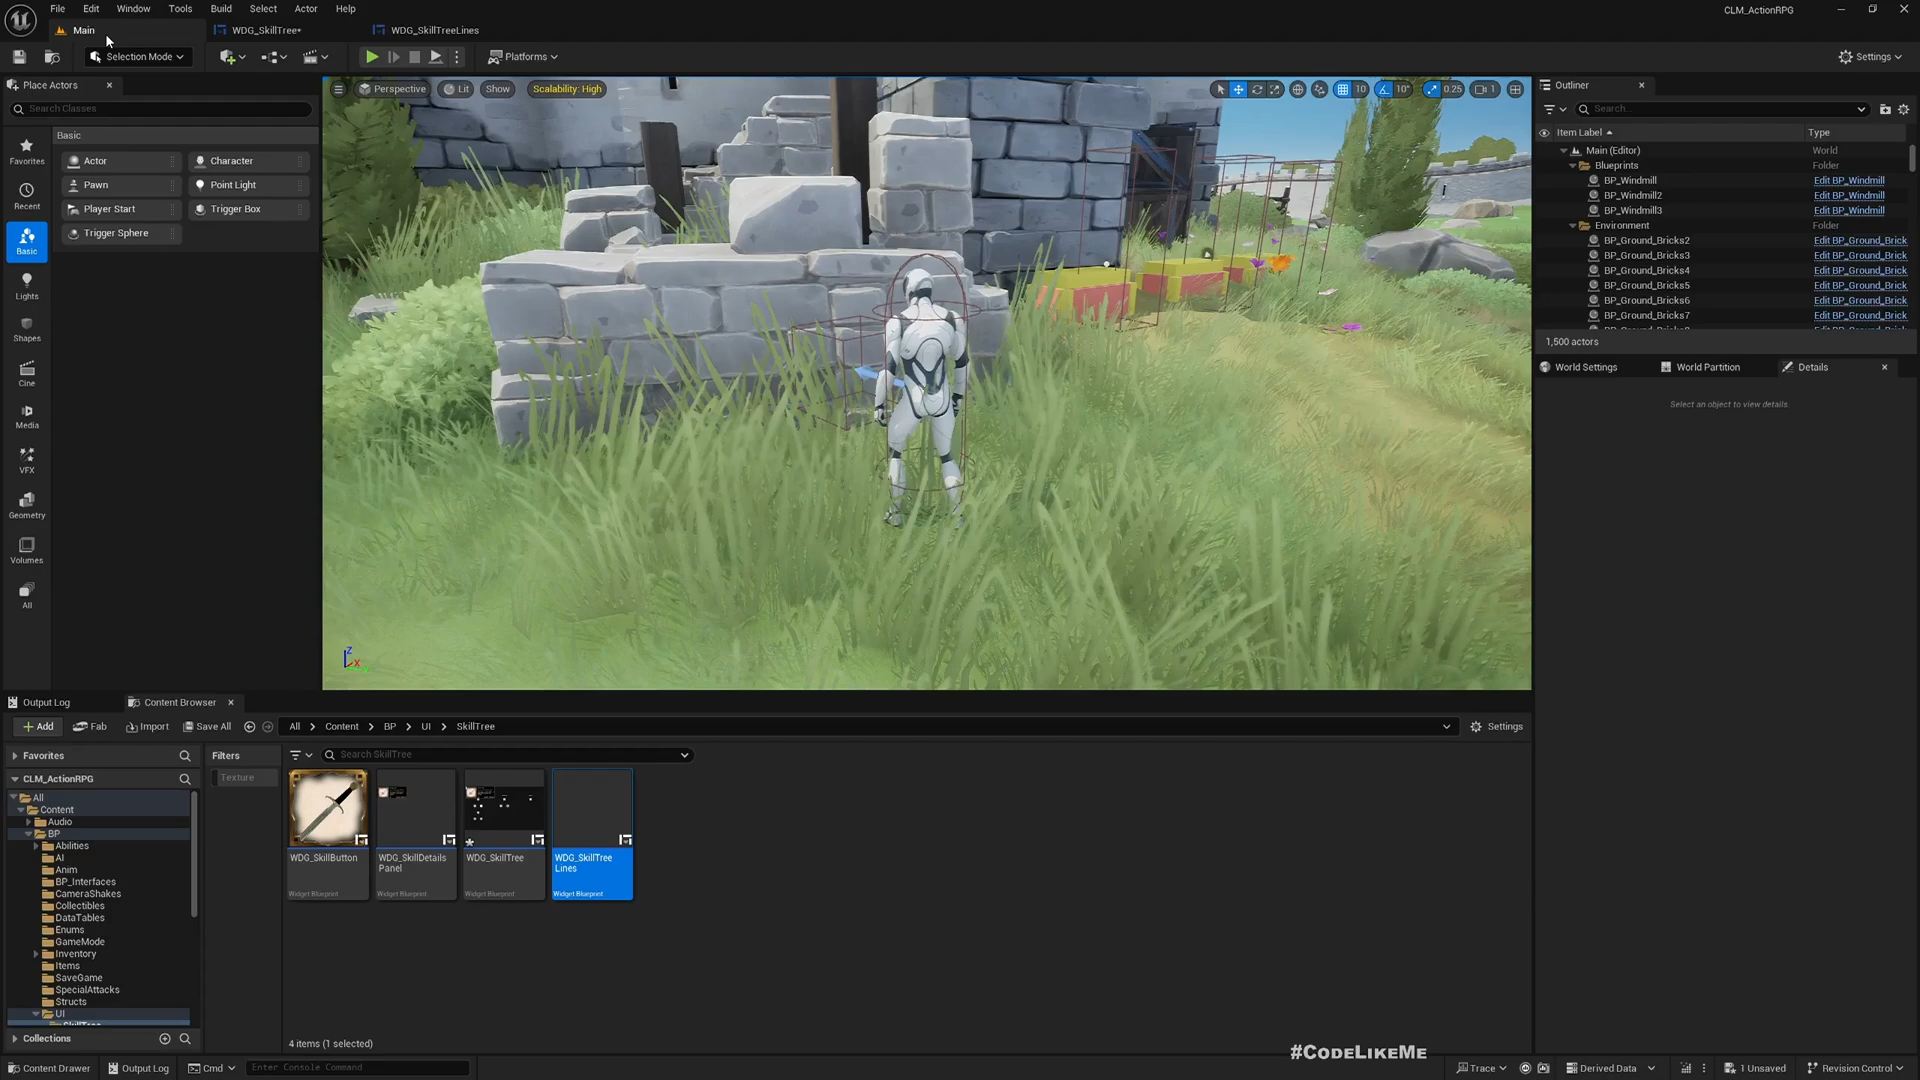 File Edit Window Tools Build Select Actor Help
CLM_ActionRPG
Main
WDG_SkillTree•
WDG_SkillTreeLines
Selection Mode
Platforms
Settings
Place Actors
Search Classes
Favorites
Recent
Basic
Lights
Shapes
Cine
Media
VFX
Geometry
Volumes
All
Basic
Actor
Character
Pawn
Point Light
Player Start
Trigger Box
Trigger Sphere
Perspective
Lit
Show
Scalability: High
10
10°
0.25
1
Z
X
Outliner
Search...
Item Label
Type
Main (Editor) World
Blueprints Folder
BP_Windmill Edit BP_Windmill
BP_Windmill2 Edit BP_Windmill
BP_Windmill3 Edit BP_Windmill
Environment Folder
BP_Ground_Bricks2 Edit BP_Ground_Brick
BP_Ground_Bricks3 Edit BP_Ground_Brick
BP_Ground_Bricks4 Edit BP_Ground_Brick
BP_Ground_Bricks5 Edit BP_Ground_Brick
BP_Ground_Bricks6 Edit BP_Ground_Brick
BP_Ground_Bricks7 Edit BP_Ground_Brick
1,500 actors
World Settings
World Partition
Details
Select an object to view details.
Output Log
Content Browser
Add
Fab
Import
Save All
All
Content
BP
UI
SkillTree
Settings
Favorites
CLM_ActionRPG
All
Content
Audio
BP
Abilities
AI
Anim
BP_Interfaces
CameraShakes
Collectibles
DataTables
Enums
GameMode
Inventory
Items
SaveGame
SpecialAttacks
Structs
UI
SkillTree
Collections
Filters
Texture
Search SkillTree
WDG_SkillButton
Widget Blueprint
WDG_SkillDetails
Panel
Widget Blueprint
WDG_SkillTree
Widget Blueprint
WDG_SkillTree
Lines
Widget Blueprint
4 items (1 selected)
#CodeLikeMe
Content Drawer
Output Log
Cmd
Enter Console Command
Trace
Derived Data
1 Unsaved
Revision Control